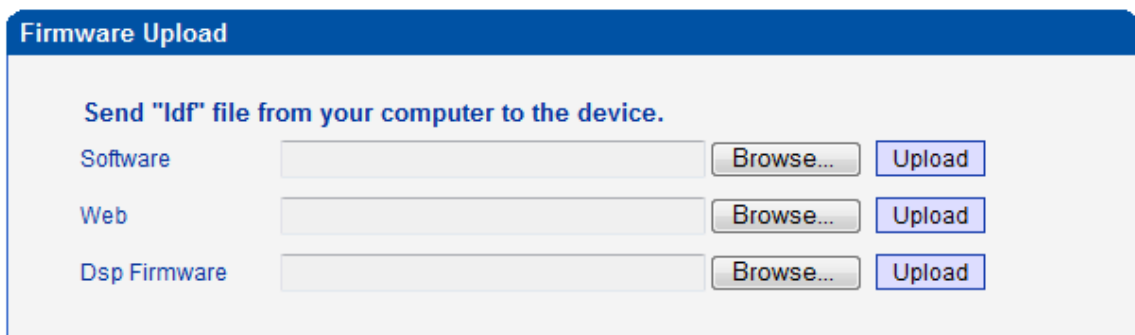 Firmware Upload
Send "ldf" file from your computer to the device.
Software Browse... Upload
Web Browse... Upload
Dsp Firmware Browse... Upload